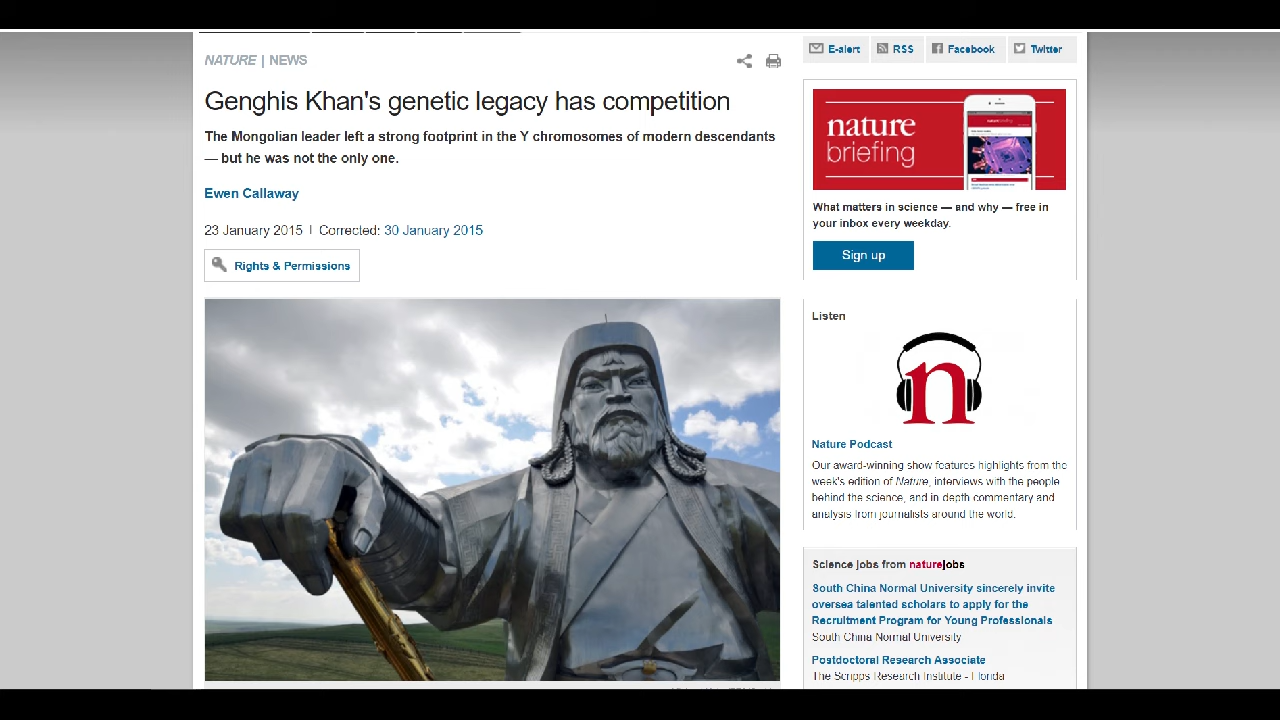 NATURE | NEWS
Genghis Khan's genetic legacy has competition
The Mongolian leader left a strong footprint in the Y chromosomes of modern descendants
— but he was not the only one.
Ewen Callaway
23 January 2015 | Corrected: 30 January 2015
Rights & Permissions
E-alert
RSS
Facebook
Twitter
nature
briefing
What matters in science — and why — free in
your inbox every weekday.
Sign up
Listen
n
Nature Podcast
Our award-winning show features highlights from the
week's edition of Nature, interviews with the people
behind the science, and in-depth commentary and
analysis from journalists around the world.
Science jobs from naturejobs
South China Normal University sincerely invite
oversea talented scholars to apply for the
Recruitment Program for Young Professionals
South China Normal University
Postdoctoral Research Associate
The Scripps Research Institute - Florida